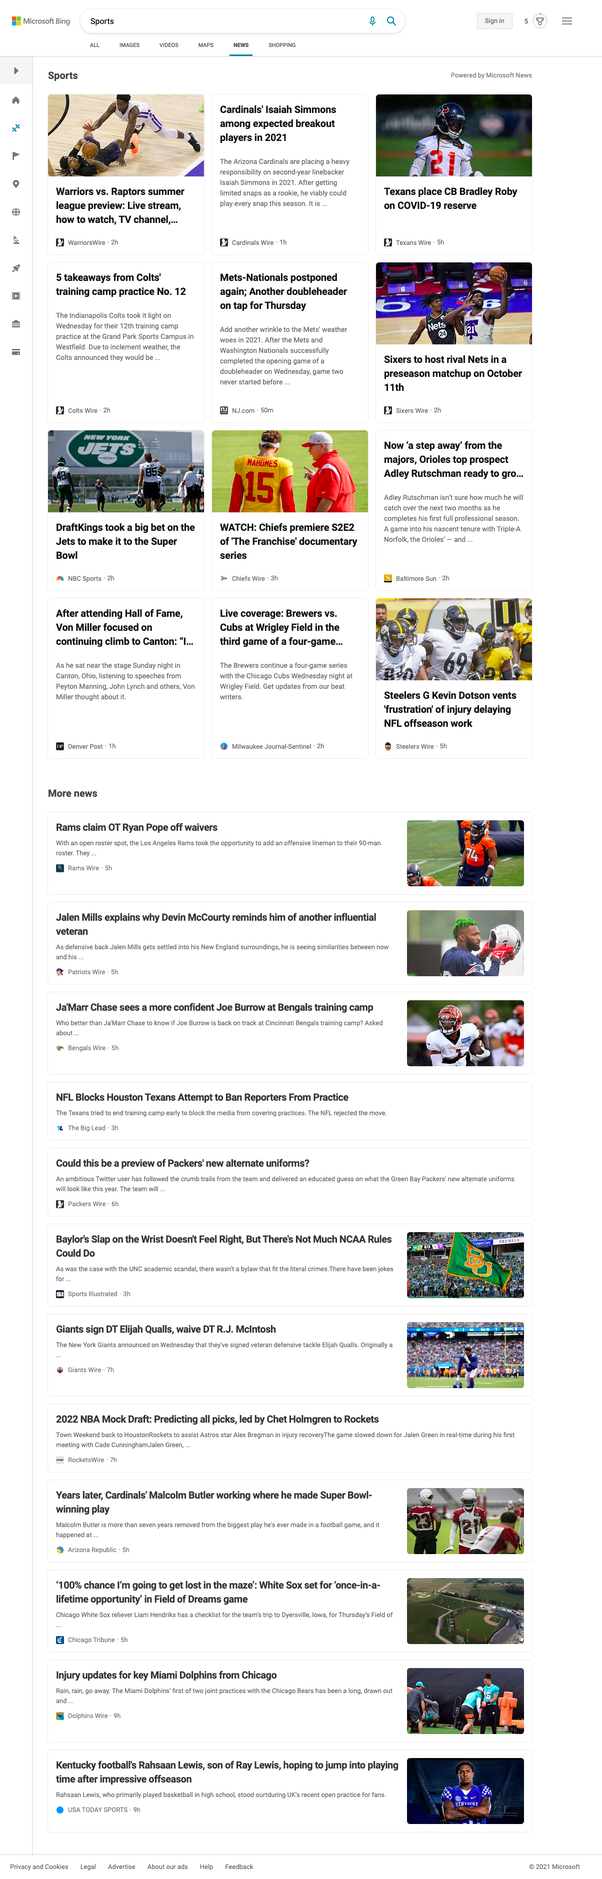 Microsoft Bing
Sports
Sign in
5
ALL
IMAGES
VIDEOS
MAPS
NEWS
SHOPPING
Sports
Powered by Microsoft News
Warriors vs. Raptors summer
league preview: Live stream,
how to watch, TV channel,...
WarriorsWire · 2h
Cardinals' Isaiah Simmons
among expected breakout
players in 2021
The Arizona Cardinals are placing a heavy
responsibility on second-year linebacker
Isaiah Simmons in 2021. After getting
limited snaps as a rookie, he viably could
play every snap this season. It is ...
Cardinals Wire · 1h
21
Texans place CB Bradley Roby
on COVID-19 reserve
Texans Wire · 5h
5 takeaways from Colts'
training camp practice No. 12
The Indianapolis Colts took it light on
Wednesday for their 12th training camp
practice at the Grand Park Sports Campus in
Westfield. Due to inclement weather, the
Colts announced they would be ...
Colts Wire · 2h
Mets-Nationals postponed
again; Another doubleheader
on tap for Thursday
Add another wrinkle to the Mets' weather
woes in 2021. After the Mets and
Washington Nationals successfully
completed the opening game of a
doubleheader on Wednesday, game two
never started before ...
NJ.com · 50m
Nets
24
21
Sixers to host rival Nets in a
preseason matchup on October
11th
Sixers Wire · 2h
NEW YORK
JETS
48
85
DraftKings took a big bet on the
Jets to make it to the Super
Bowl
NBC Sports · 2h
MAHOMES
15
WATCH: Chiefs premiere S2E2
of 'The Franchise' documentary
series
Chiefs Wire · 3h
Now ‘a step away’ from the
majors, Orioles top prospect
Adley Rutschman ready to gro...
Adley Rutschman isn't sure how much he will
catch over the next two months as he
completes his first full professional season.
A game into his nascent tenure with Triple-A
Norfolk, the Orioles' — and ...
Baltimore Sun · 2h
After attending Hall of Fame,
Von Miller focused on
continuing climb to Canton: “I...
As he sat near the stage Sunday night in
Canton, Ohio, listening to speeches from
Peyton Manning, John Lynch and others, Von
Miller thought about it.
Denver Post · 1h
Live coverage: Brewers vs.
Cubs at Wrigley Field in the
third game of a four-game...
The Brewers continue a four-game series
with the Chicago Cubs Wednesday night at
Wrigley Field. Get updates from our beat
writers.
Milwaukee Journal-Sentinel · 2h
69
Steelers G Kevin Dotson vents
'frustration' of injury delaying
NFL offseason work
Steelers Wire · 5h
More news
Rams claim OT Ryan Pope off waivers
With an open roster spot, the Los Angeles Rams took the opportunity to add an offensive lineman to their 90-man
roster. They ...
Rams Wire · 5h
74
Jalen Mills explains why Devin McCourty reminds him of another influential
veteran
As defensive back Jalen Mills gets settled into his New England surroundings, he is seeing similarities between now
and his ...
Patriots Wire · 5h
Ja'Marr Chase sees a more confident Joe Burrow at Bengals training camp
Who better than Ja'Marr Chase to know if Joe Burrow is back on track at Cincinnati Bengals training camp? Asked
about ...
Bengals Wire · 5h
NFL Blocks Houston Texans Attempt to Ban Reporters From Practice
The Texans tried to end training camp early to block the media from covering practices. The NFL rejected the move.
The Big Lead · 3h
Could this be a preview of Packers' new alternate uniforms?
An ambitious Twitter user has followed the crumb trails from the team and delivered an educated guess on what the Green Bay Packers' new alternate uniforms
will look like this year. The team will ...
Packers Wire · 6h
Baylor's Slap on the Wrist Doesn't Feel Right, But There's Not Much NCAA Rules
Could Do
As was the case with the UNC academic scandal, there wasn't a bylaw that fit the literal crimes.There have been jokes
for ...
Sports Illustrated · 3h
Giants sign DT Elijah Qualls, waive DT R.J. McIntosh
The New York Giants announced on Wednesday that they've signed veteran defensive tackle Elijah Qualls. Originally a
...
Giants Wire · 7h
2022 NBA Mock Draft: Predicting all picks, led by Chet Holmgren to Rockets
Town Weekend back to HoustonRockets to assist Astros star Alex Bregman in injury recoveryThe game slowed down for Jalen Green in real-time during his first
meeting with Cade CunninghamJalen Green, ...
RocketsWire · 7h
Years later, Cardinals' Malcolm Butler working where he made Super Bowl-
winning play
Malcolm Butler is more than seven years removed from the biggest play he's ever made in a football game, and it
happened at ...
Arizona Republic · 5h
23
21
‘100% chance I'm going to get lost in the maze’: White Sox set for ‘once-in-a-
lifetime opportunity’ in Field of Dreams game
Chicago White Sox reliever Liam Hendriks has a checklist for the team's trip to Dyersville, Iowa, for Thursday's Field of
...
Chicago Tribune · 5h
Injury updates for key Miami Dolphins from Chicago
Rain, rain, go away. The Miami Dolphins' first of two joint practices with the Chicago Bears has been a long, drawn out
and ...
Dolphins Wire · 9h
Kentucky football's Rahsaan Lewis, son of Ray Lewis, hoping to jump into playing
time after impressive offseason
Rahsaan Lewis, who primarily played basketball in high school, stood ourtduring UK's recent open practice for fans.
USA TODAY SPORTS · 9h
KENTUCKY
Privacy and Cookies
Legal
Advertise
About our ads
Help
Feedback
© 2021 Microsoft